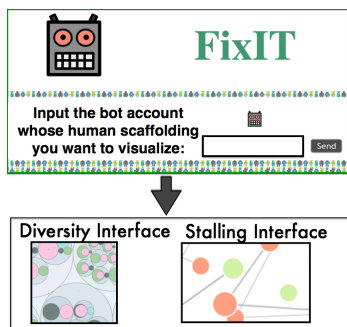 FixIT
Input the bot account
whose human scaffolding
you want to visualize:
Send
Diversity Interface Stalling Interface